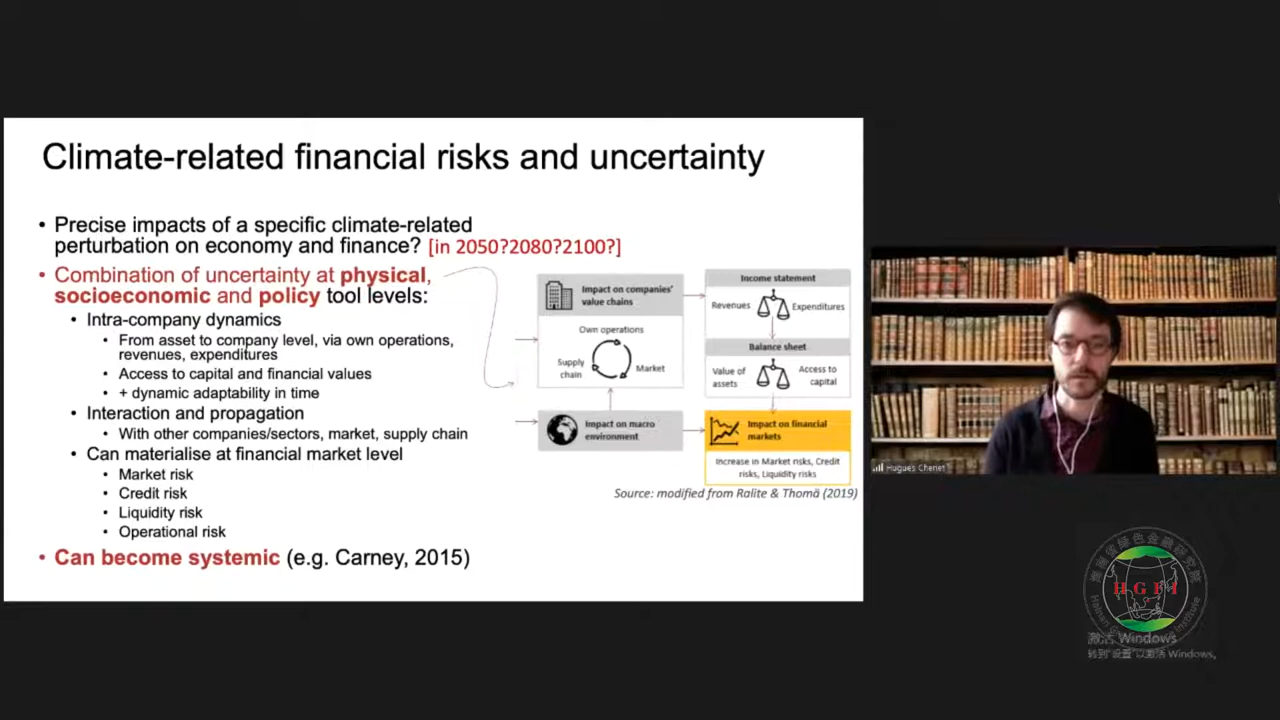 Climate-related financial risks and uncertainty
• Precise impacts of a specific climate-related
perturbation on economy and finance? [in 2050?2080?2100?]
• Combination of uncertainty at physical,
socioeconomic and policy tool levels:
• Intra-company dynamics
• From asset to company level, via own operations,
revenues, expenditures
• Access to capital and financial values
• + dynamic adaptability in time
• Interaction and propagation
• With other companies/sectors, market, supply chain
• Can materialise at financial market level
• Market risk
• Credit risk
• Liquidity risk
• Operational risk
• Can become systemic (e.g. Carney, 2015)
Impact on companies'
value chains
Own operations
Supply
chain
Market
Impact on macro
environment
Income statement
Revenues
Expenditures
Balance sheet
Value of
assets
Access to
capital
Impact on financial
markets
Increase in Market risks, Credit
risks, Liquidity risks
Source: modified from Ralite & Thomä (2019)
Hugues Chenet
HGFI
Hainan
Institute
激活 Windows
转到"设置"以激活 Windows。